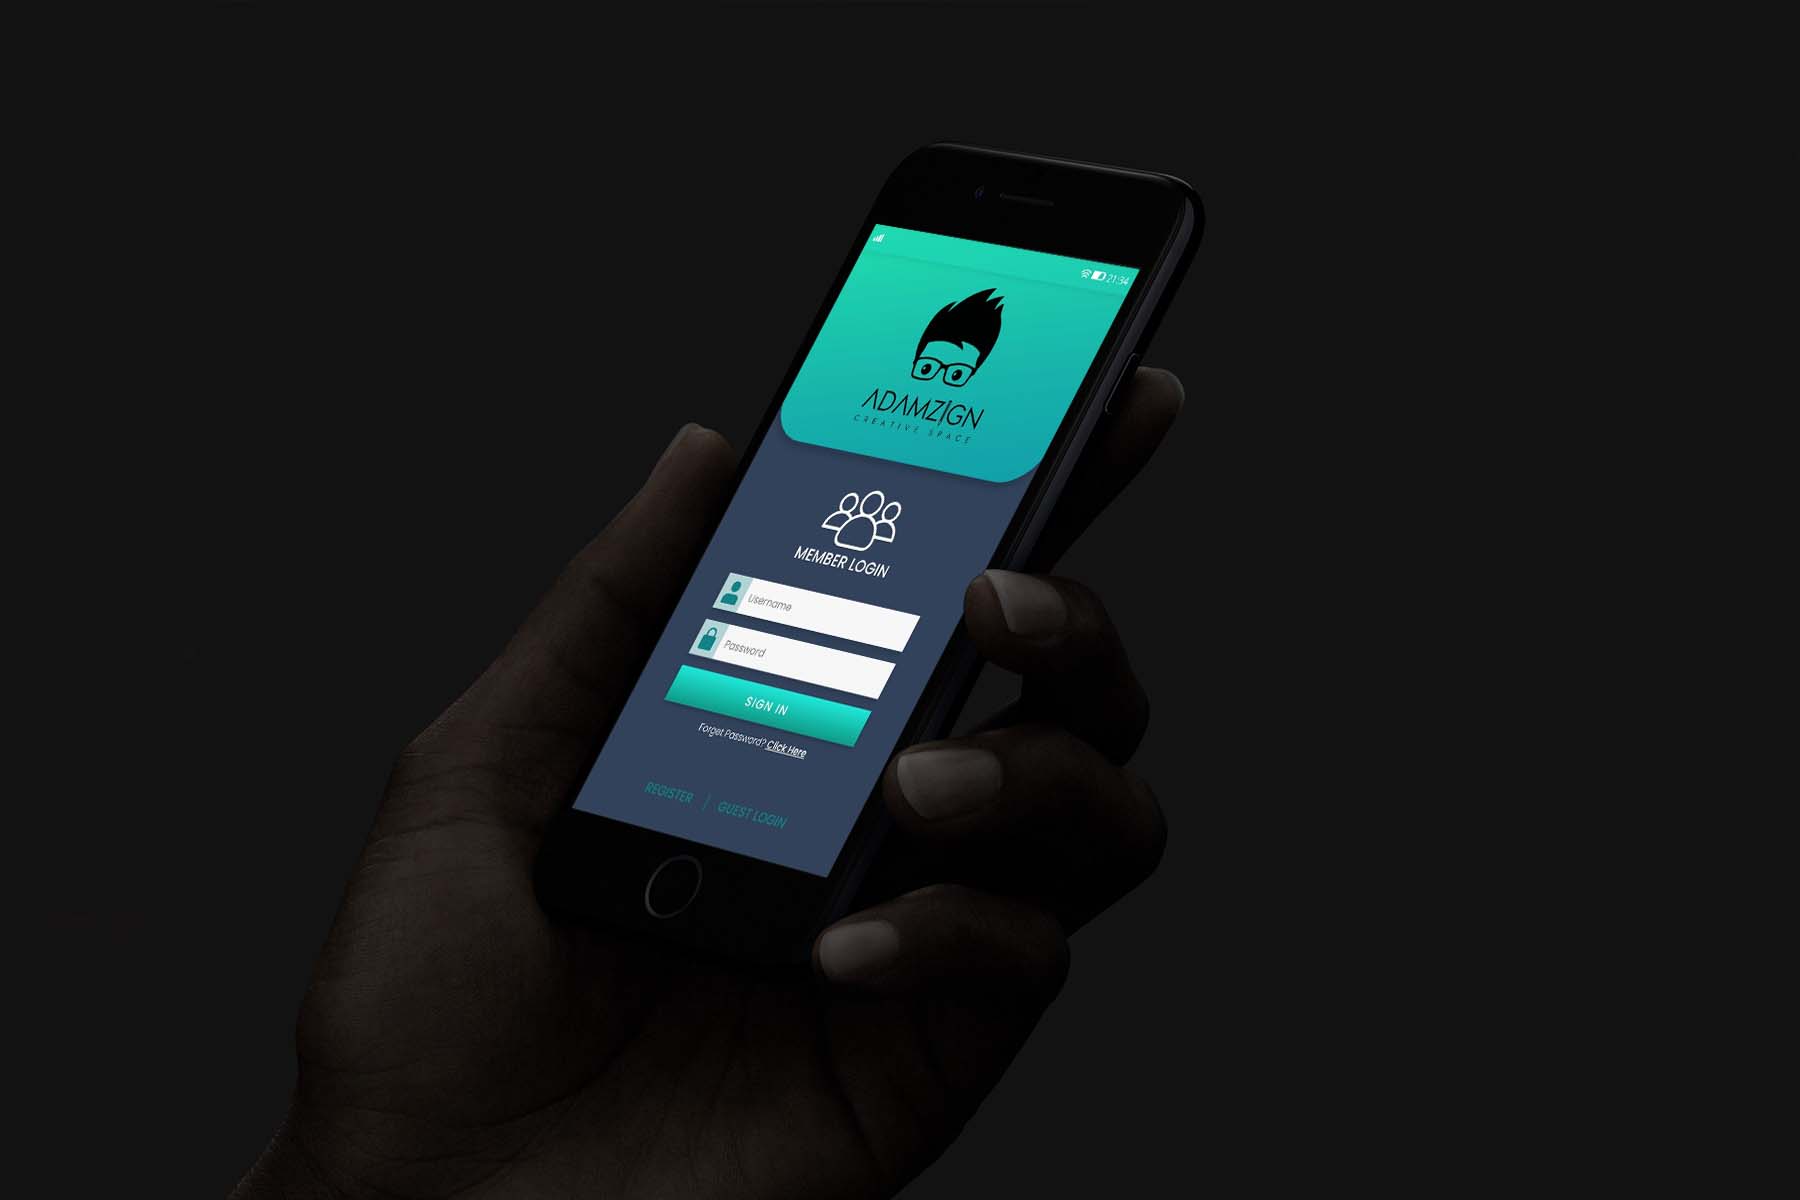 21:34
ADAMZIGN
CREATIVE SPACE
MEMBER LOGIN
Username
Password
SIGN IN
Forget Password? Click Here
REGISTER | GUEST LOGIN